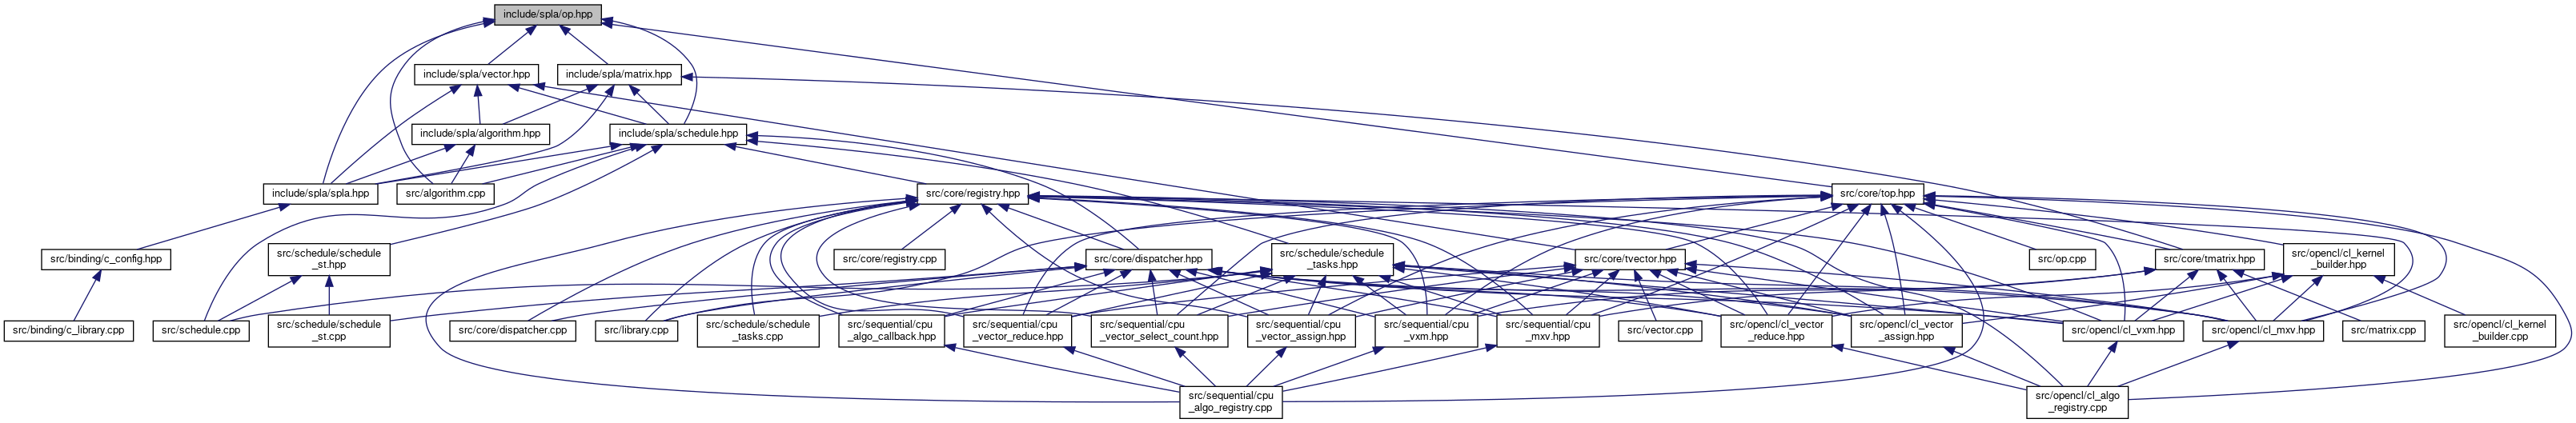 include/spla/op.hpp
include/spla/vector.hpp
include/spla/matrix.hpp
include/spla/algorithm.hpp
include/spla/schedule.hpp
include/spla/spla.hpp
src/algorithm.cpp
src/core/registry.hpp
src/core/top.hpp
src/binding/c_config.hpp
src/schedule/schedule
_st.hpp
src/core/registry.cpp
src/core/dispatcher.hpp
src/schedule/schedule
_tasks.hpp
src/core/tvector.hpp
src/op.cpp
src/core/tmatrix.hpp
src/opencl/cl_kernel
_builder.hpp
src/binding/c_library.cpp
src/schedule.cpp
src/schedule/schedule
_st.cpp
src/core/dispatcher.cpp
src/library.cpp
src/schedule/schedule
_tasks.cpp
src/sequential/cpu
_algo_callback.hpp
src/sequential/cpu
_vector_reduce.hpp
src/sequential/cpu
_vector_select_count.hpp
src/sequential/cpu
_vector_assign.hpp
src/sequential/cpu
_vxm.hpp
src/sequential/cpu
_mxv.hpp
src/vector.cpp
src/opencl/cl_vector
_reduce.hpp
src/opencl/cl_vector
_assign.hpp
src/opencl/cl_vxm.hpp
src/opencl/cl_mxv.hpp
src/matrix.cpp
src/opencl/cl_kernel
_builder.cpp
src/sequential/cpu
_algo_registry.cpp
src/opencl/cl_algo
_registry.cpp